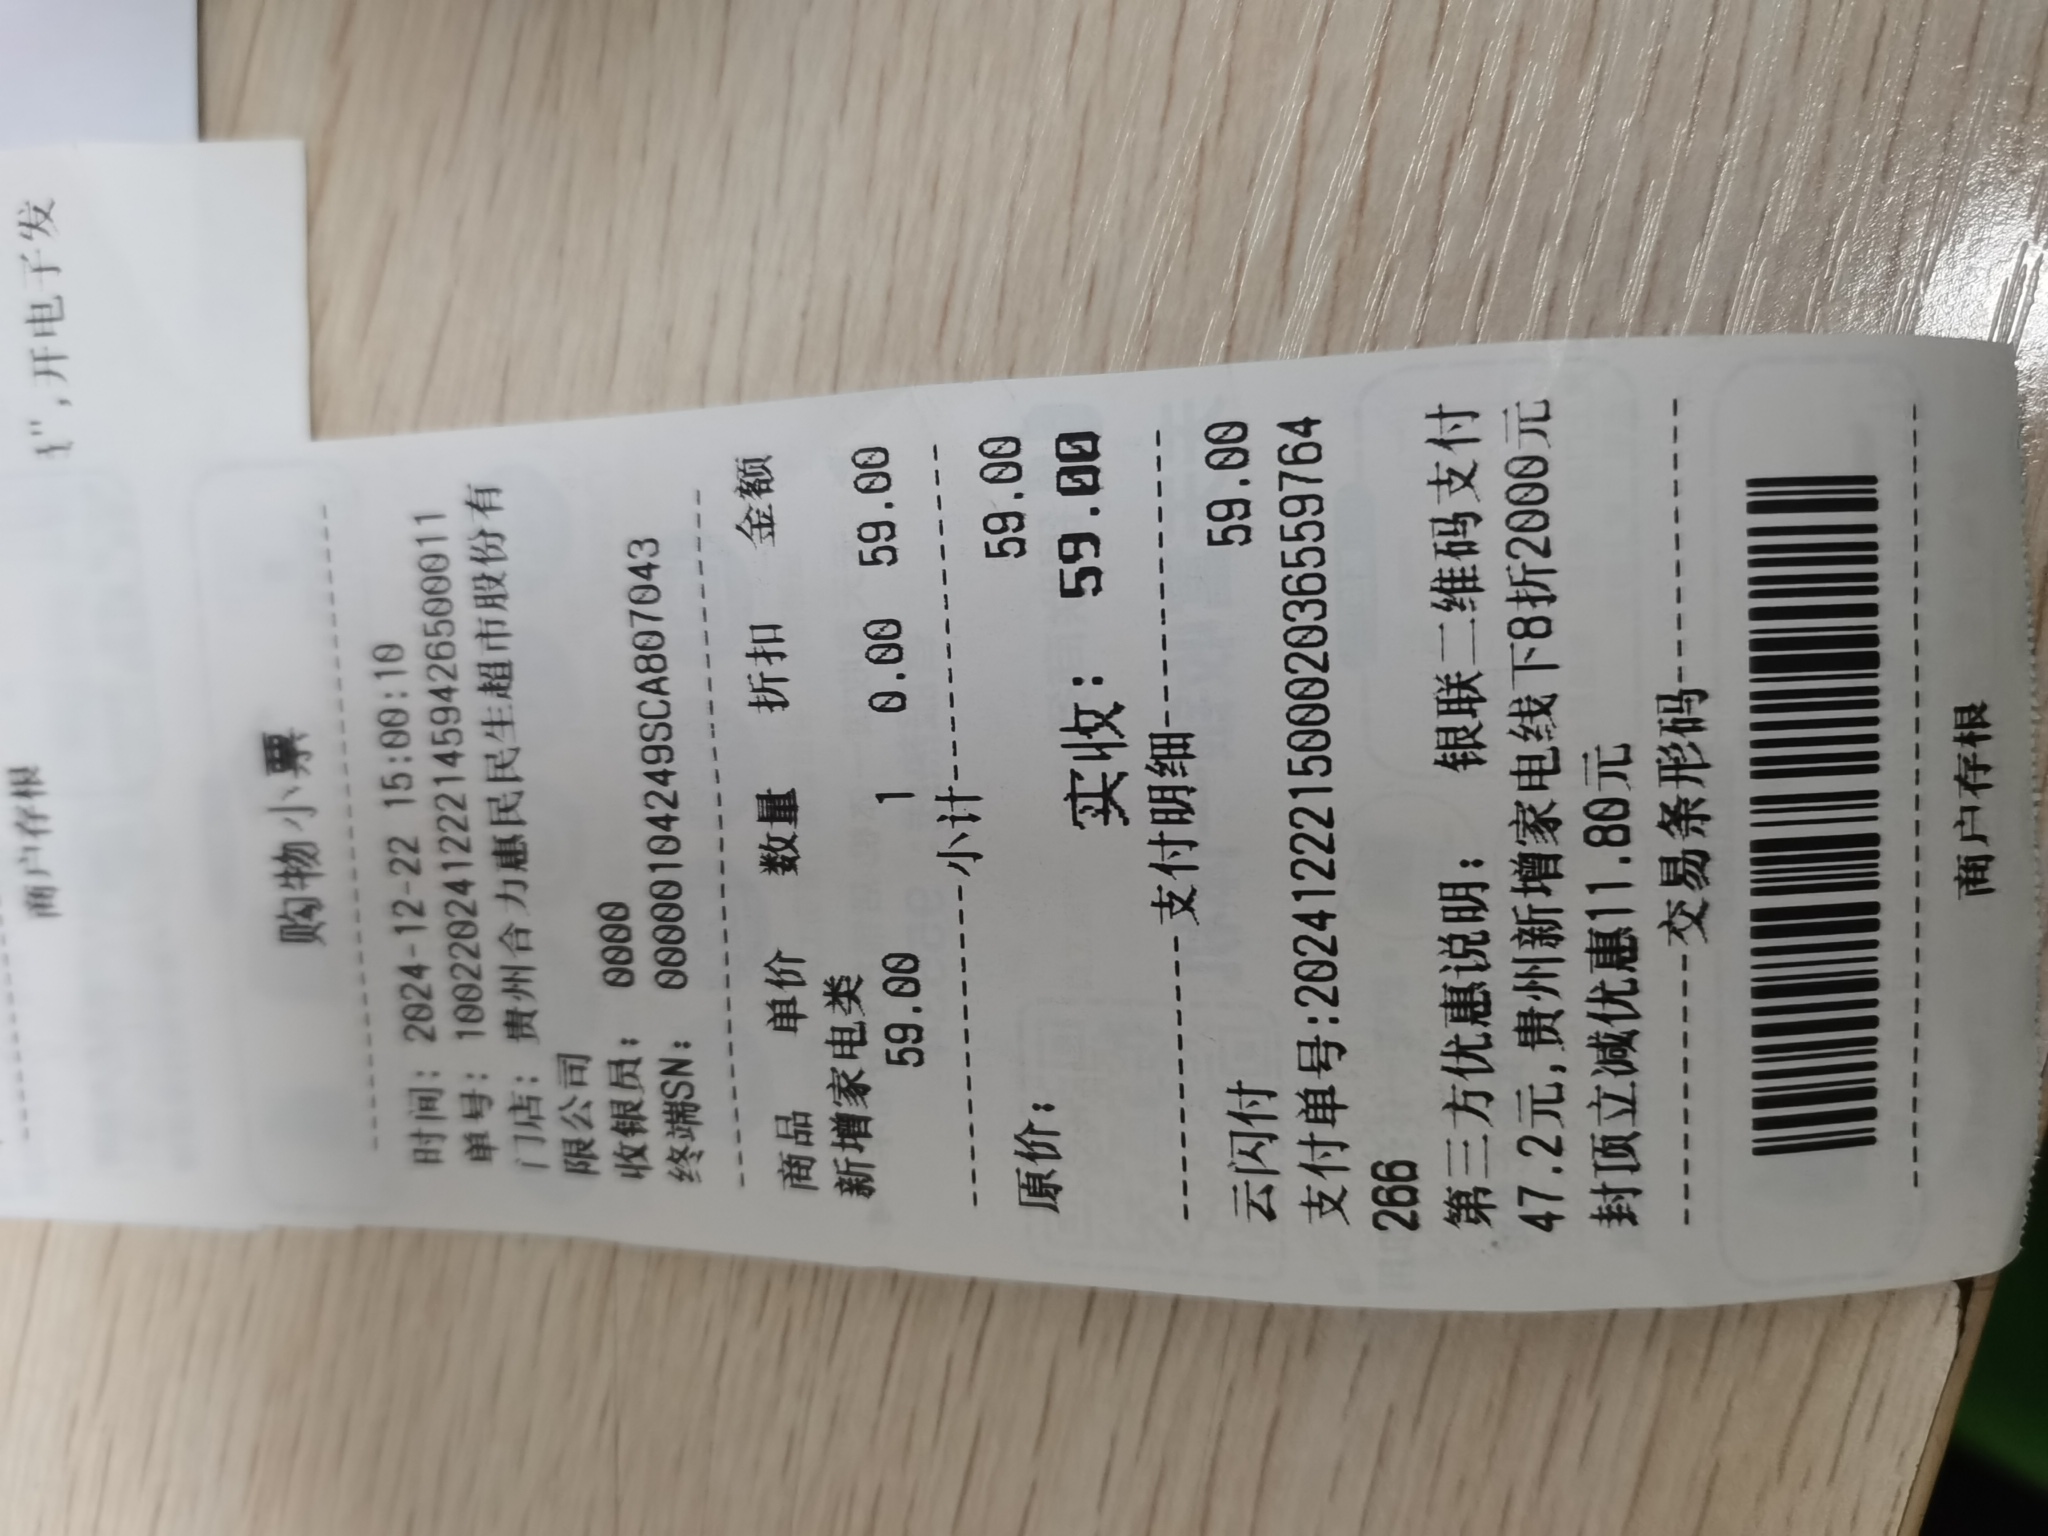 {"，开电子发
商户存根
购物小票
时间：2024-12-22 15:00:10
单号：10022024122214594265000011
门店：贵州合力惠民民生超市股份有
限公司
收银员：0000
终端SN：00000104249SCA807043
商品 单价 数量 折扣 金额
新增家电类
59.00 1 0.00 59.00
小计
原价： 59.00
实收：59.00
支付明细
云闪付 59.00
支付单号:20241222150002036559764
266
第三方优惠说明： 银联二维码支付
47.2元,贵州新增家电线下8折2000元
封顶立减优惠11.80元
交易条形码
商户存根